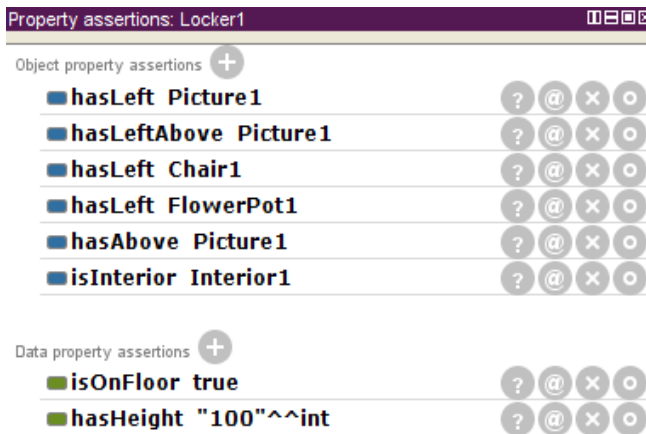 Property assertions: Locker1
Object property assertions
hasLeft Picture1
hasLeftAbove Picture1
hasLeft Chair1
hasLeft FlowerPot1
hasAbove Picture1
isInterior Interior1
Data property assertions
isOnFloor true
hasHeight "100"^^int